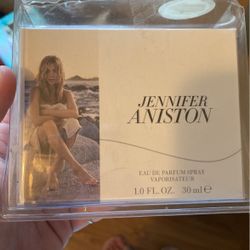 JENNIFER
ANISTON
EAU DE PARFUM SPRAY
VAPORISATEUR
1.0 FL. OZ. 30 ml ℮